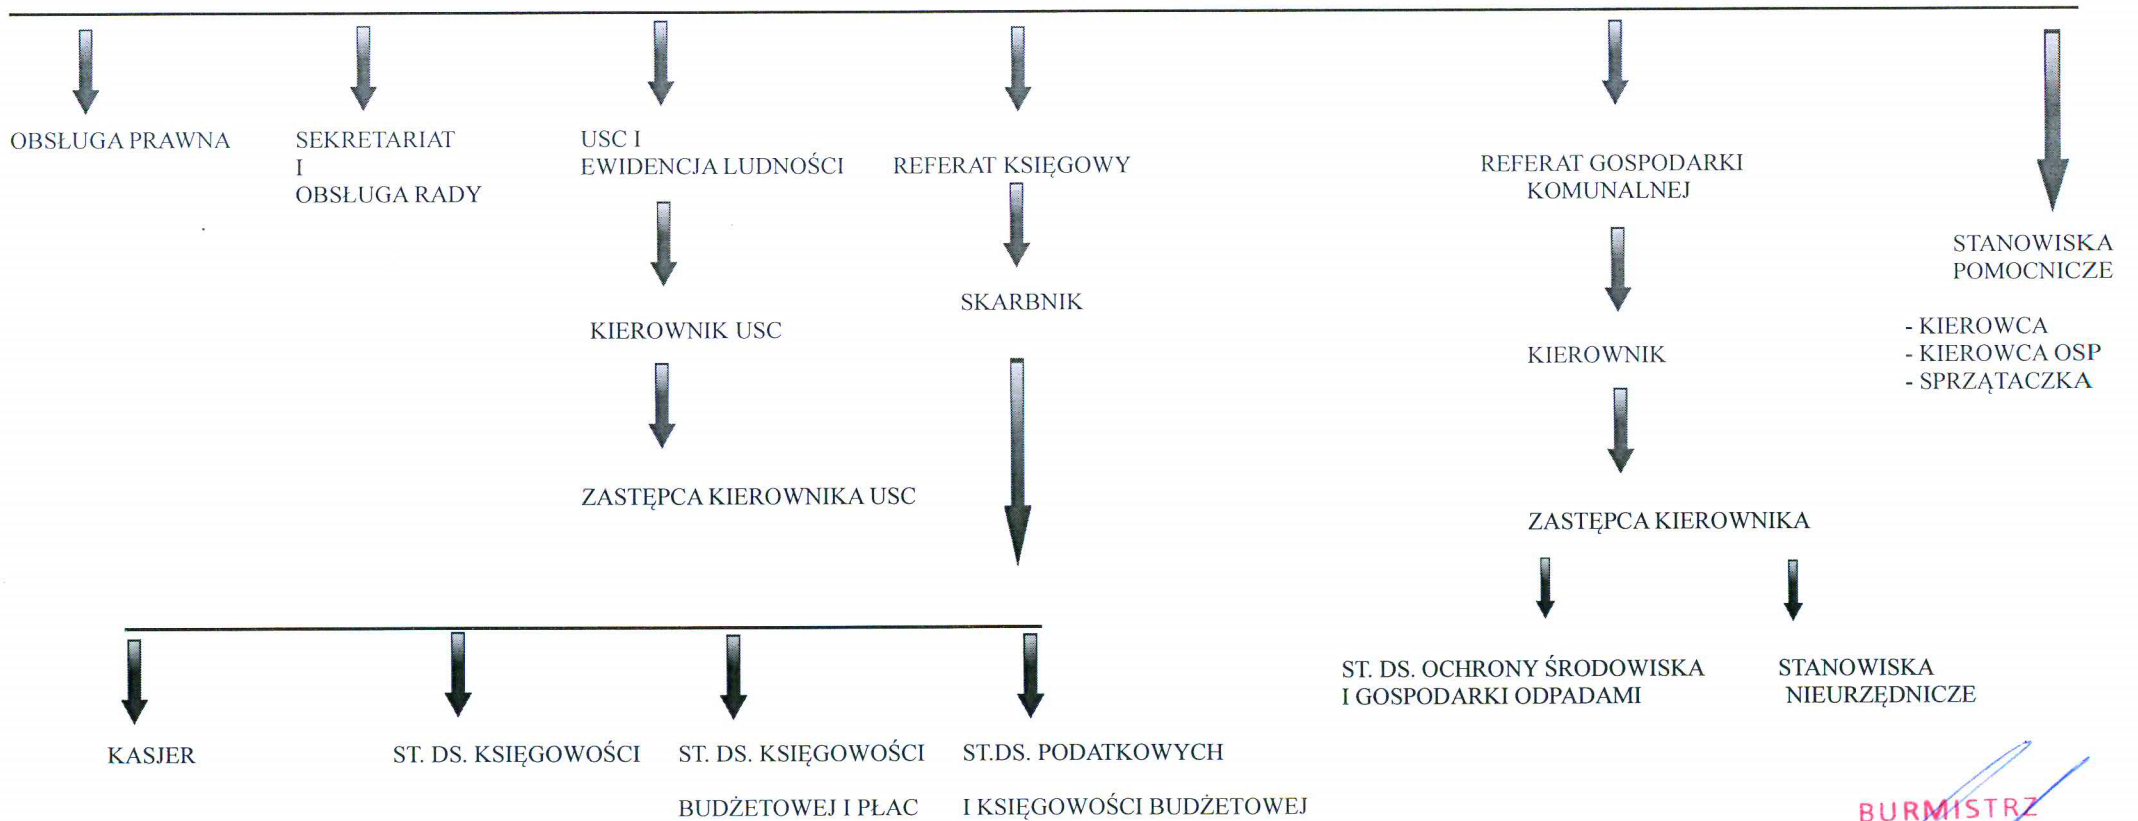 OBSŁUGA PRAWNA
SEKRETARIAT
I
OBSŁUGA RADY
USC I
EWIDENCJA LUDNOŚCI
REFERAT KSIĘGOWY
REFERAT GOSPODARKI
KOMUNALNEJ
STANOWISKA
POMOCNICZE
- KIEROWCA
- KIEROWCA OSP
- SPRZĄTACZKA
KIEROWNIK USC
SKARBNIK
KIEROWNIK
ZASTĘPCA KIEROWNIKA USC
ZASTĘPCA KIEROWNIKA
ST. DS. OCHRONY ŚRODOWISKA
I GOSPODARKI ODPADAMI
STANOWISKA
NIEURZĘDNICZE
KASJER
ST. DS. KSIĘGOWOŚCI
ST. DS. KSIĘGOWOŚCI
BUDŻETOWEJ I PŁAC
ST.DS. PODATKOWYCH
I KSIĘGOWOŚCI BUDŻETOWEJ
BURMISTRZ